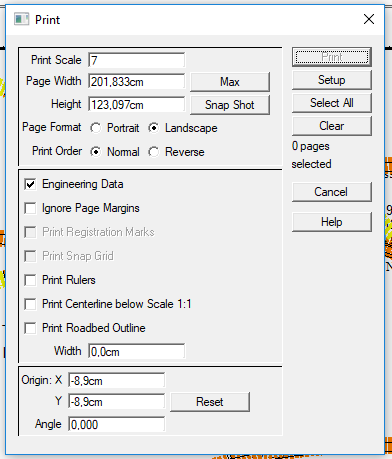 Print
Print Scale 7
Page Width 201,833cm Max
Height 123,097cm Snap Shot
Page Format Portrait Landscape
Print Order Normal Reverse
Print
Setup
Select All
Clear
0 pages
selected
Cancel
Help
Engineering Data
Ignore Page Margins
Print Registration Marks
Print Snap Grid
Print Rulers
Print Centerline below Scale 1:1
Print Roadbed Outline
Width 0,0cm
Origin: X -8,9cm
Y -8,9cm Reset
Angle 0,000